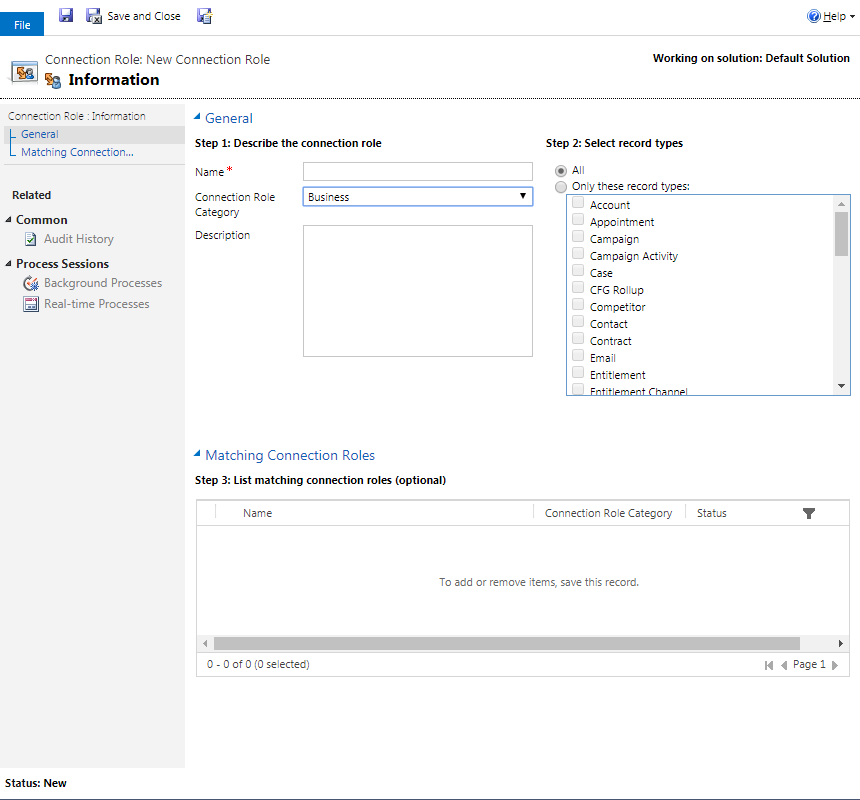 File
Save and Close
Help
Connection Role: New Connection Role
Information
Working on solution: Default Solution
Connection Role : Information
General
Matching Connection...
Related
Common
Audit History
Process Sessions
Background Processes
Real-time Processes
General
Step 1: Describe the connection role
Name *
Connection Role
Category
Business
Description
Step 2: Select record types
All
Only these record types:
Account
Appointment
Campaign
Campaign Activity
Case
CFG Rollup
Competitor
Contact
Contract
Email
Entitlement
Entitlement Channel
Matching Connection Roles
Step 3: List matching connection roles (optional)
Name Connection Role Category Status
To add or remove items, save this record.
0 - 0 of 0 (0 selected) Page 1
Status: New